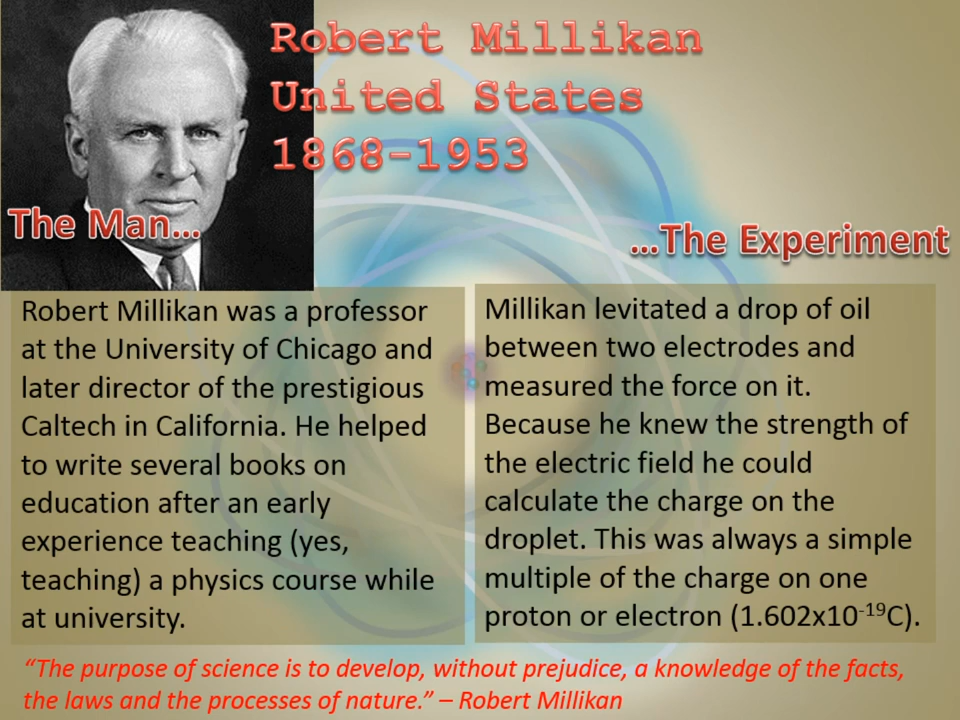 Robert Millikan
United States
1868-1953
The Man…
…The Experiment
Robert Millikan was a professor
at the University of Chicago and
later director of the prestigious
Caltech in California. He helped
to write several books on
education after an early
experience teaching (yes,
teaching) a physics course while
at university.
Millikan levitated a drop of oil
between two electrodes and
measured the force on it.
Because he knew the strength of
the electric field he could
calculate the charge on the
droplet. This was always a simple
multiple of the charge on one
proton or electron (1.602x10⁻¹⁹C).
“The purpose of science is to develop, without prejudice, a knowledge of the facts,
the laws and the processes of nature.” – Robert Millikan